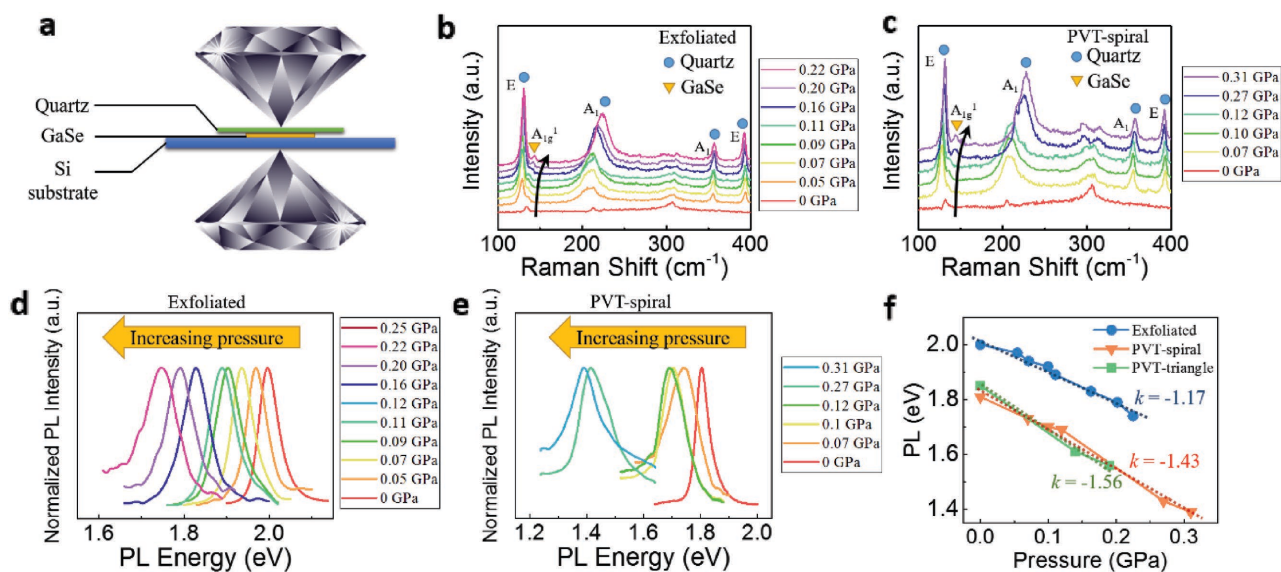 a
Quartz
GaSe
Si
substrate
b
Exfoliated
Quartz
GaSe
E
A1g1
A1
A1
E
Intensity (a.u.)
100 200 300 400
Raman Shift (cm-1)
0.22 GPa
0.20 GPa
0.16 GPa
0.11 GPa
0.09 GPa
0.07 GPa
0.05 GPa
0 GPa
c
PVT-spiral
Quartz
GaSe
E
A1g1
A1
A1
E
Intensity (a.u.)
100 200 300 400
Raman Shift (cm-1)
0.31 GPa
0.27 GPa
0.12 GPa
0.10 GPa
0.07 GPa
0 GPa
d
Exfoliated
Increasing pressure
Normalized PL Intensity (a.u.)
1.6 1.8 2.0
PL Energy (eV)
0.25 GPa
0.22 GPa
0.20 GPa
0.16 GPa
0.12 GPa
0.11 GPa
0.09 GPa
0.07 GPa
0.05 GPa
0 GPa
e
PVT-spiral
Increasing pressure
Normalized PL Intensity (a.u.)
1.2 1.4 1.6 1.8 2.0
PL Energy (eV)
0.31 GPa
0.27 GPa
0.12 GPa
0.1 GPa
0.07 GPa
0 GPa
f
Exfoliated
PVT-spiral
PVT-triangle
k = -1.17
k = -1.43
k = -1.56
PL (eV)
2.0
1.8
1.6
1.4
0.0 0.1 0.2 0.3
Pressure (GPa)